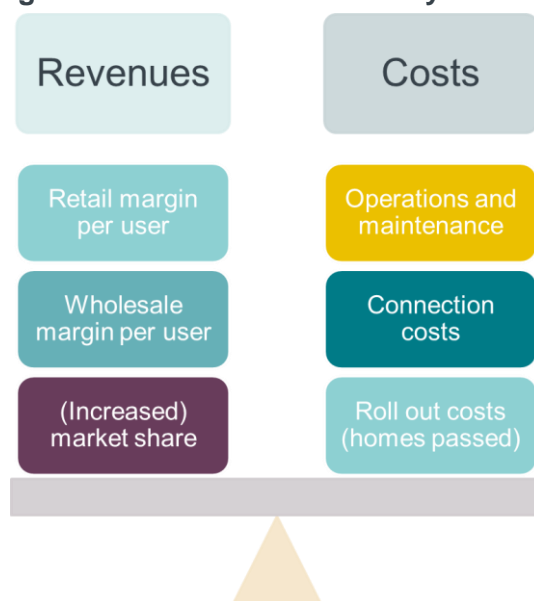 Revenues
Costs
Retail margin
per user
Operations and
maintenance
Wholesale
margin per user
Connection
costs
(Increased)
market share
Roll out costs
(homes passed)